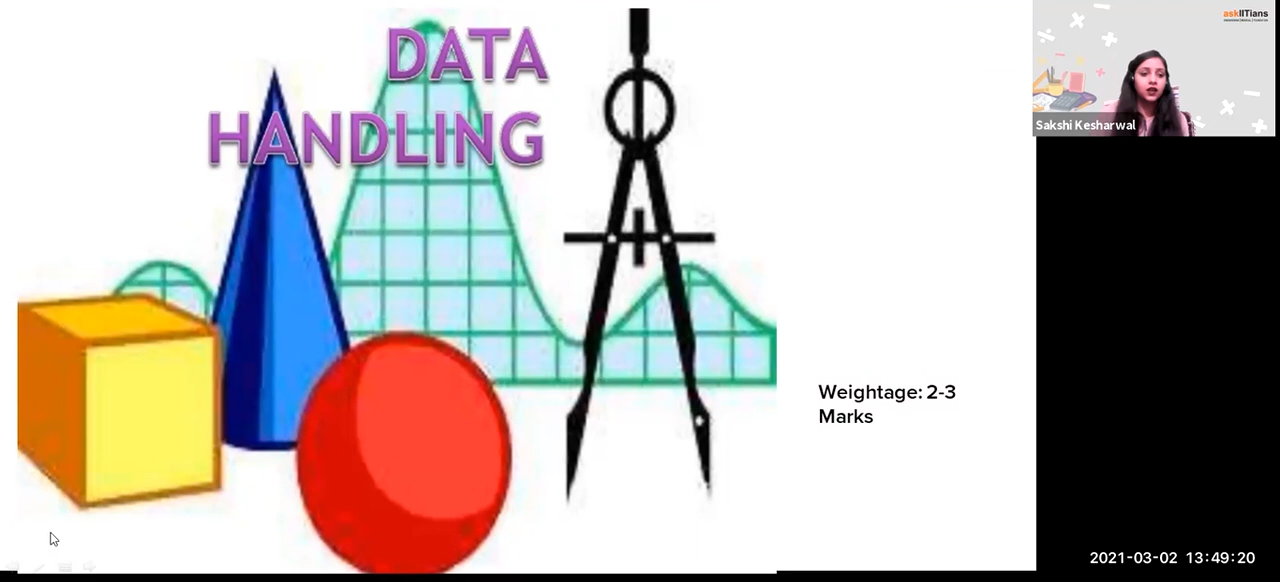 DATA
HANDLING
Weightage: 2-3
Marks
askIITians
Sakshi Kesharwal
2021-03-02 13:49:20